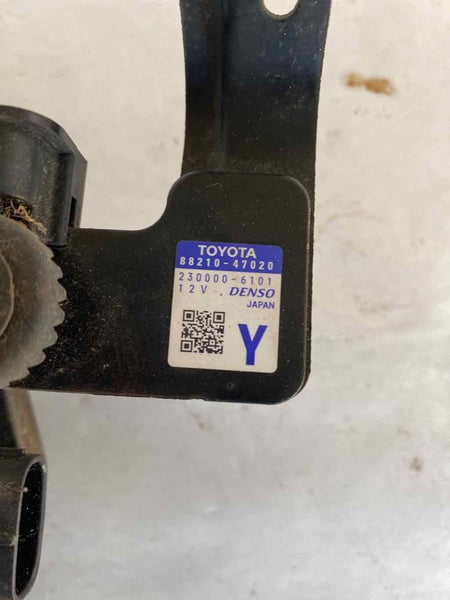 TOYOTA
88210-47020
230000-6101
12V DENSO
JAPAN
Y